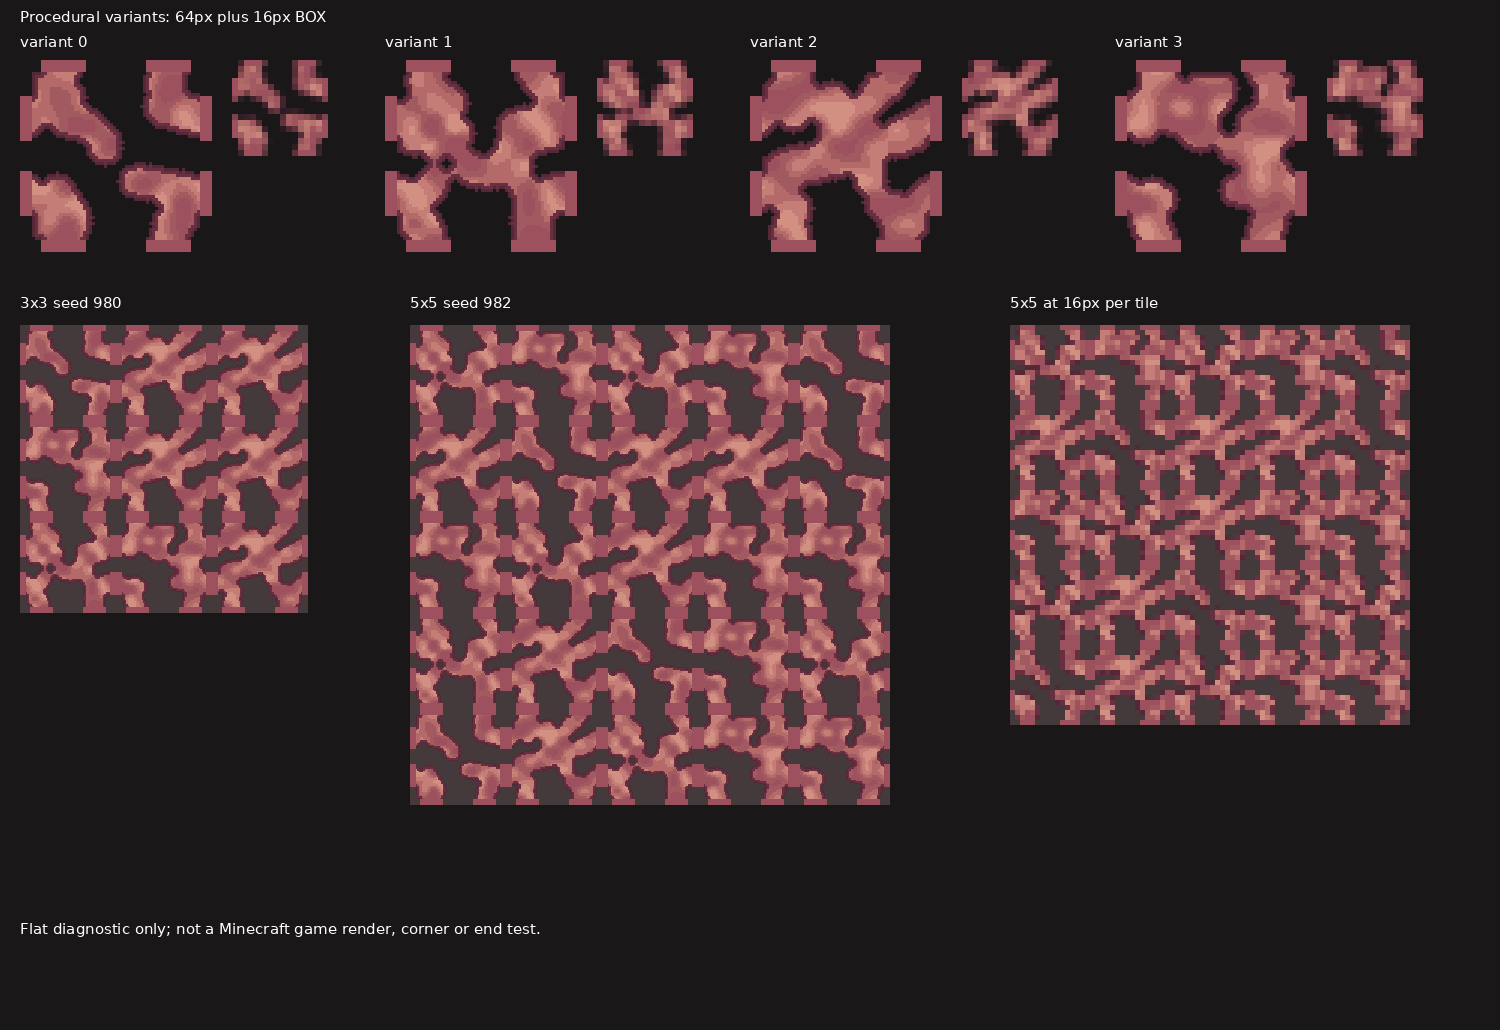 Procedural variants: 64px plus 16px BOX
variant 0
variant 1
variant 2
variant 3
3x3 seed 980
5x5 seed 982
5x5 at 16px per tile
Flat diagnostic only; not a Minecraft game render, corner or end test.